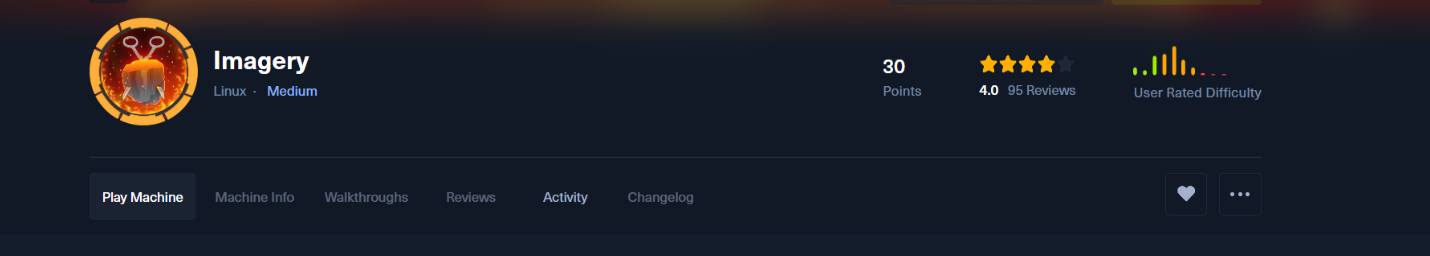 Imagery
Linux · Medium
30
Points
4.0 95 Reviews
User Rated Difficulty
Play Machine Machine Info Walkthroughs Reviews Activity Changelog